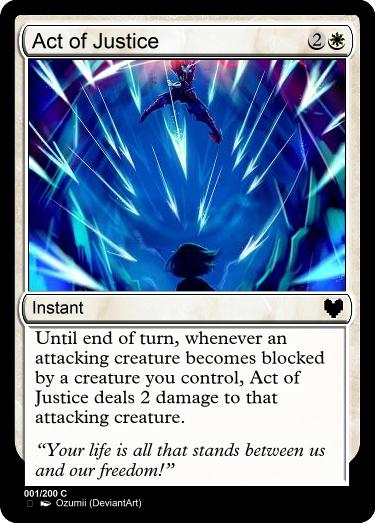 Act of Justice 2
Instant
Until end of turn, whenever an
attacking creature becomes blocked
by a creature you control, Act of
Justice deals 2 damage to that
attacking creature.
“Your life is all that stands between us
and our freedom!”
001/200 C
Ozumii (DeviantArt)